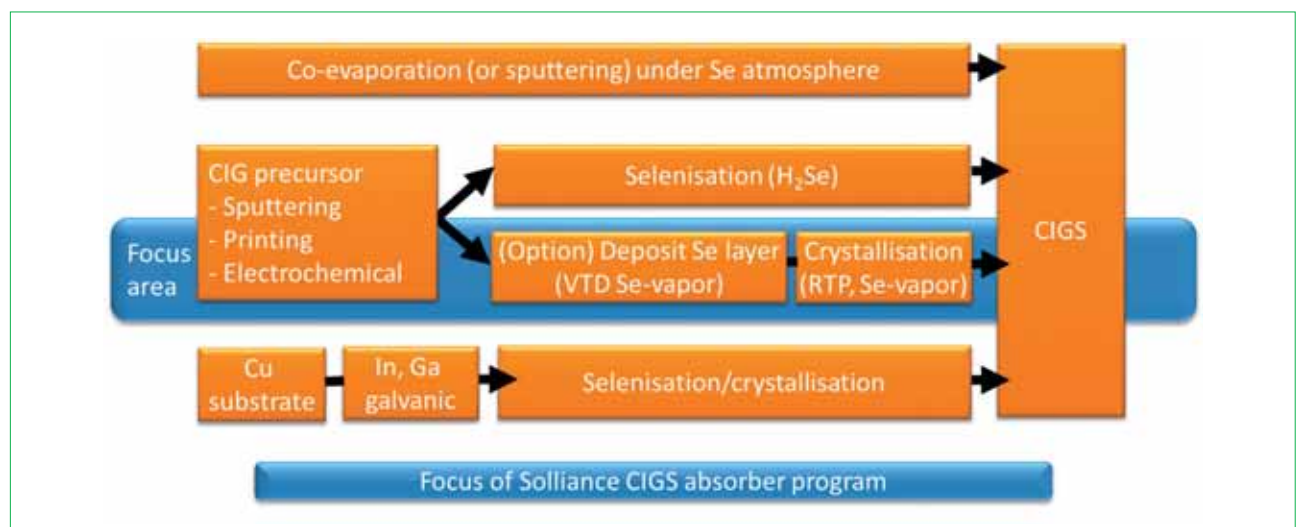 Co-evaporation (or sputtering) under Se atmosphere
CIG precursor
- Sputtering
- Printing
- Electrochemical
Selenisation (H₂Se)
CIGS
Focus
area
(Option) Deposit Se layer
(VTD Se-vapor)
Crystallisation
(RTP, Se-vapor)
Cu
substrate
In, Ga
galvanic
Selenisation/crystallisation
Focus of Solliance CIGS absorber program